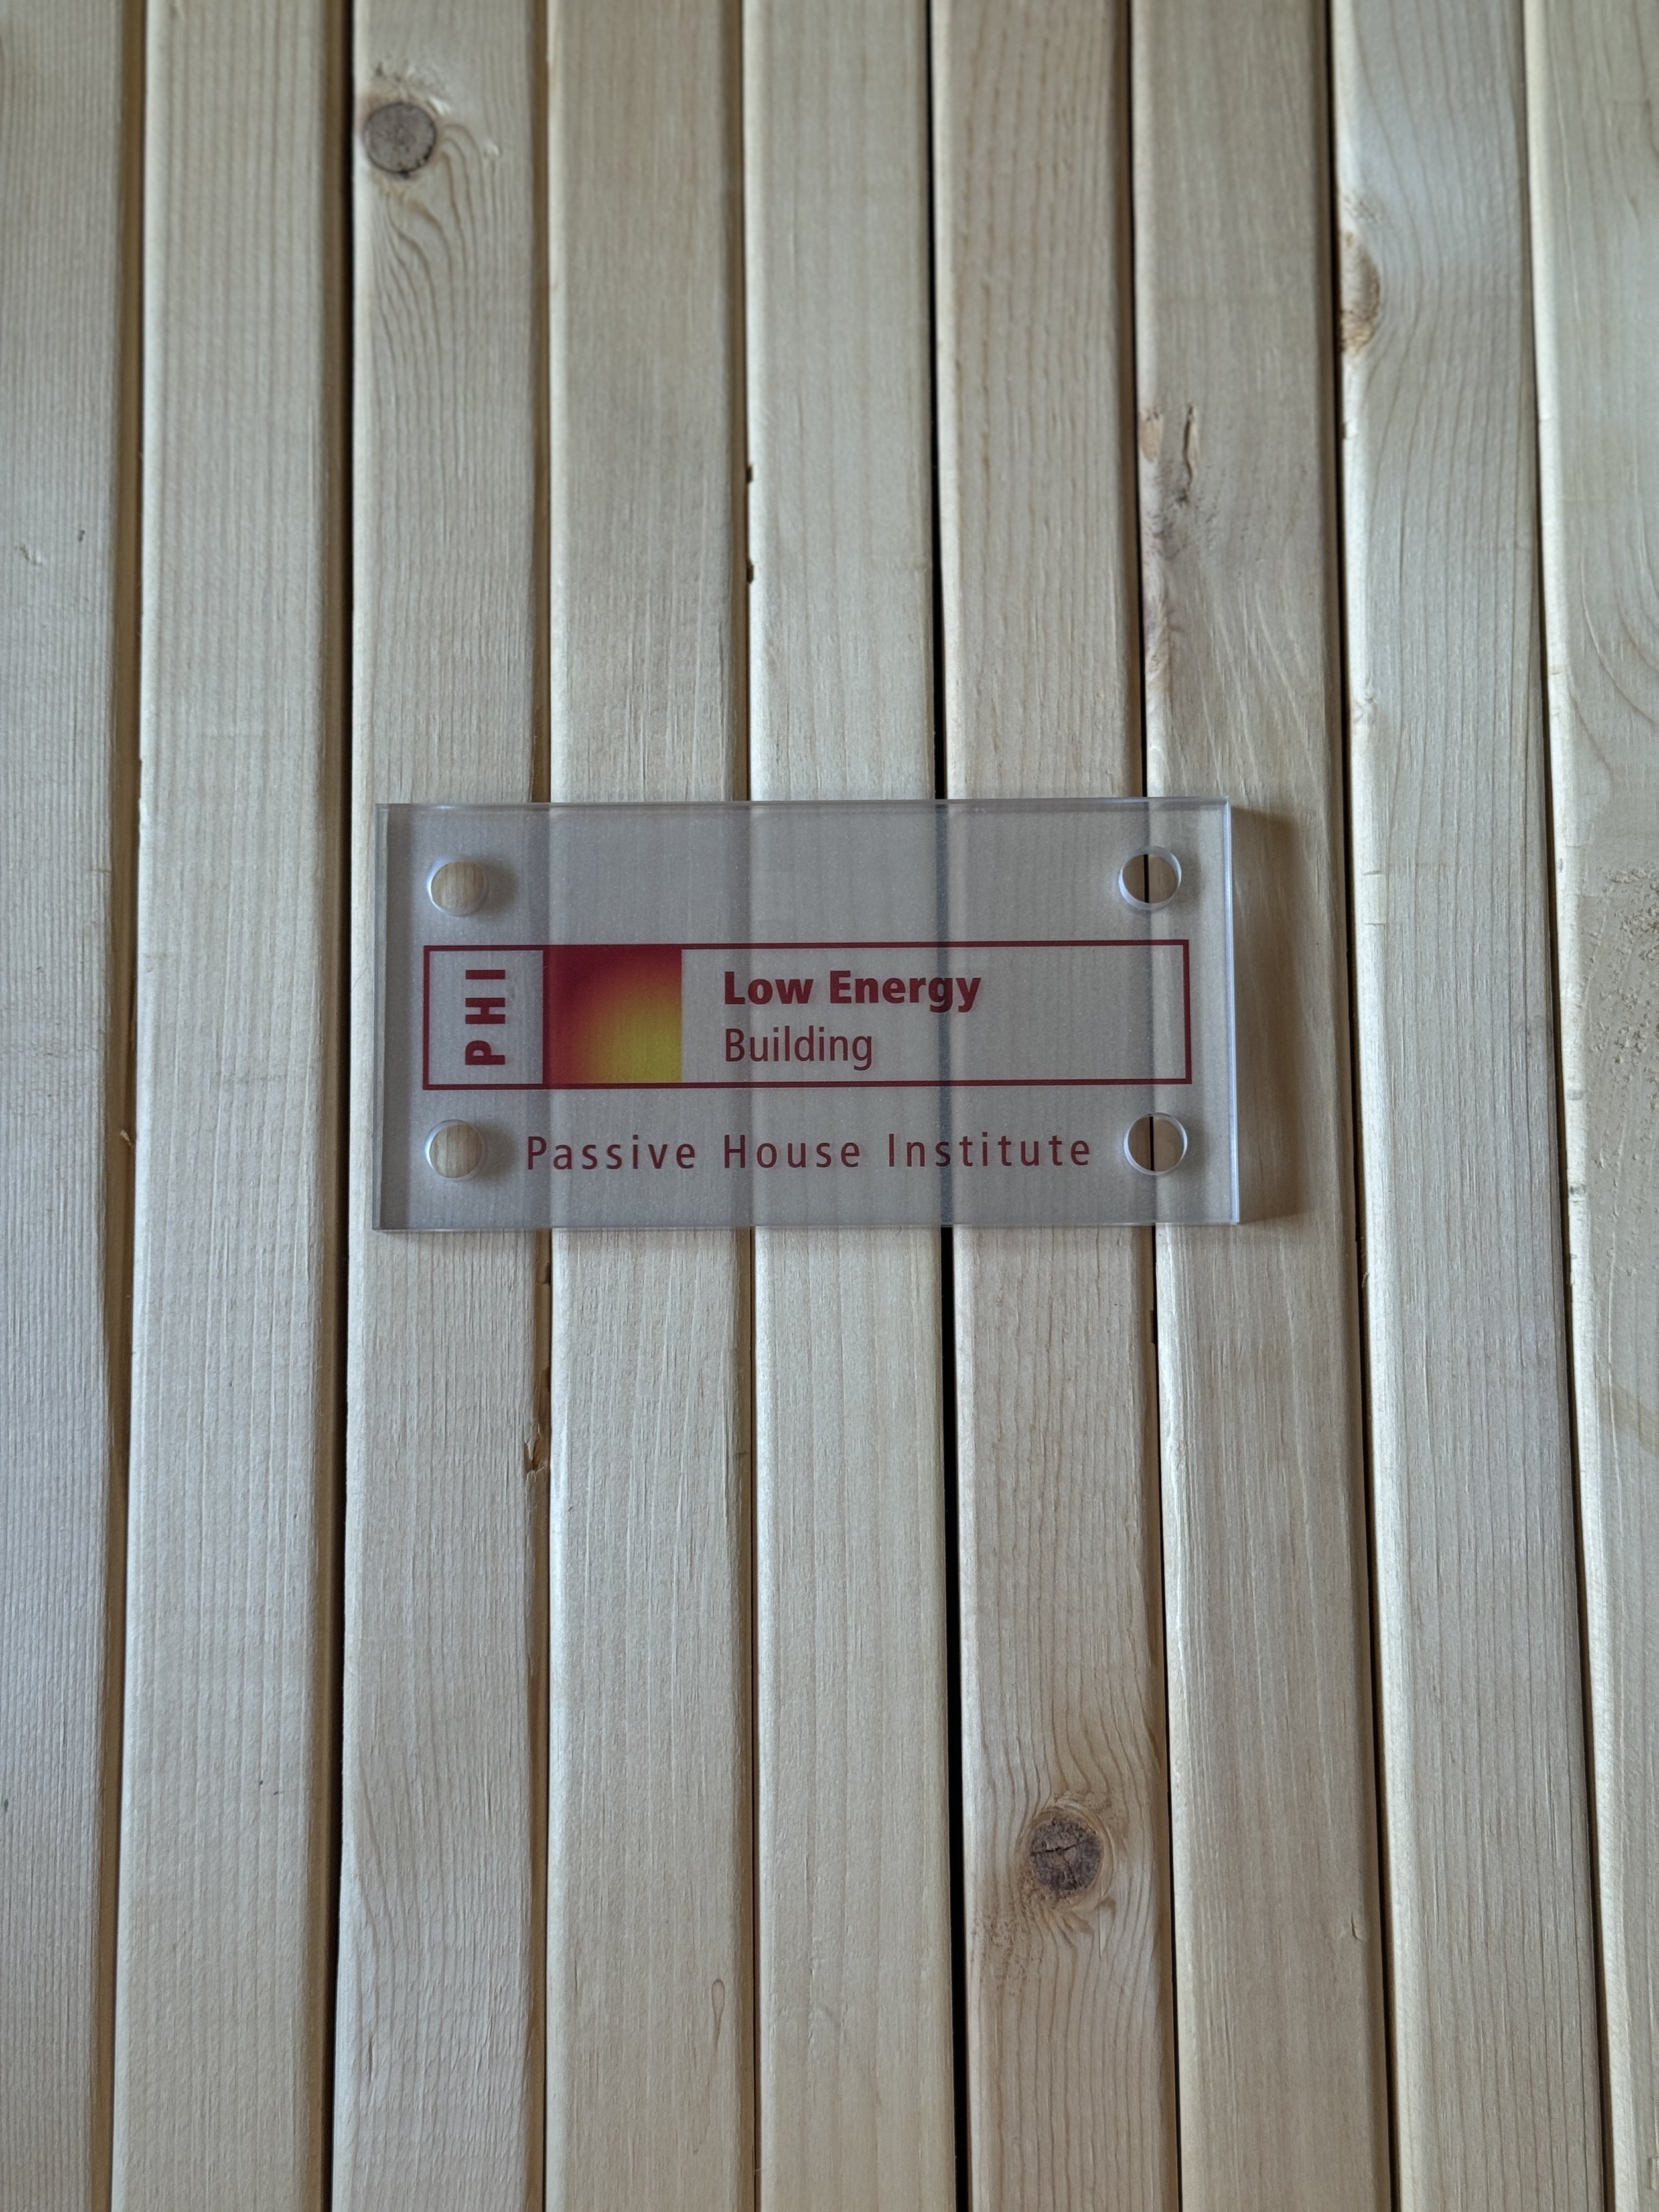 PHI
Low Energy
Building
Passive House Institute